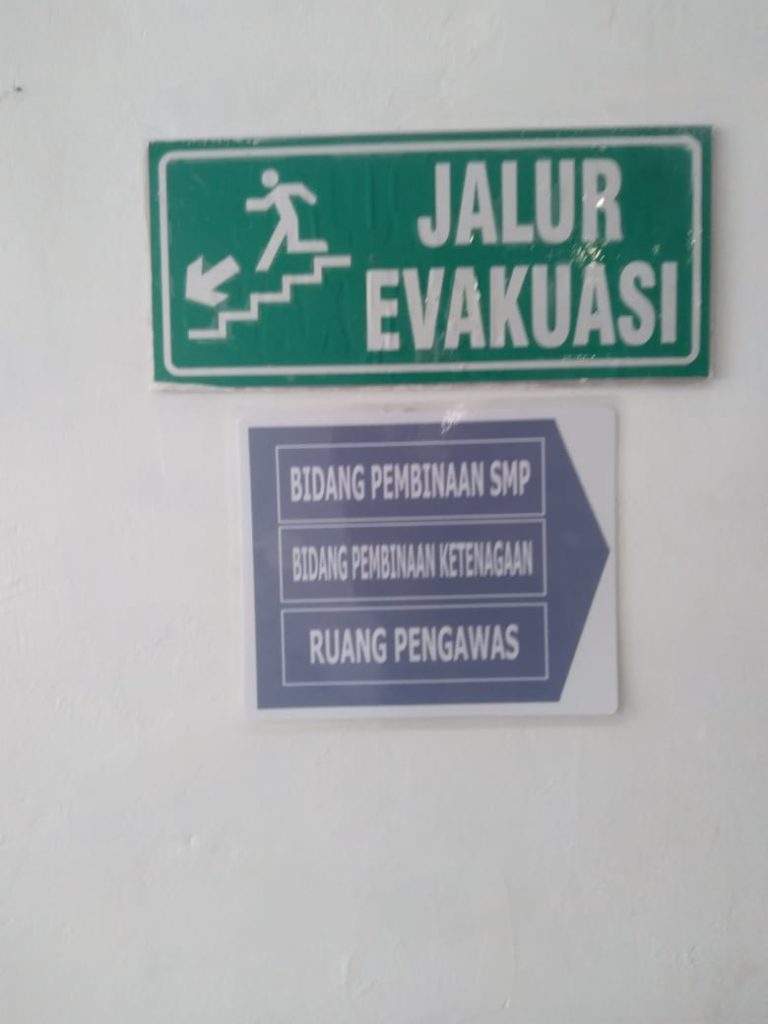 JALUR
EVAKUASI
BIDANG PEMBINAAN SMP
BIDANG PEMBINAAN KETENAGAAN
RUANG PENGAWAS